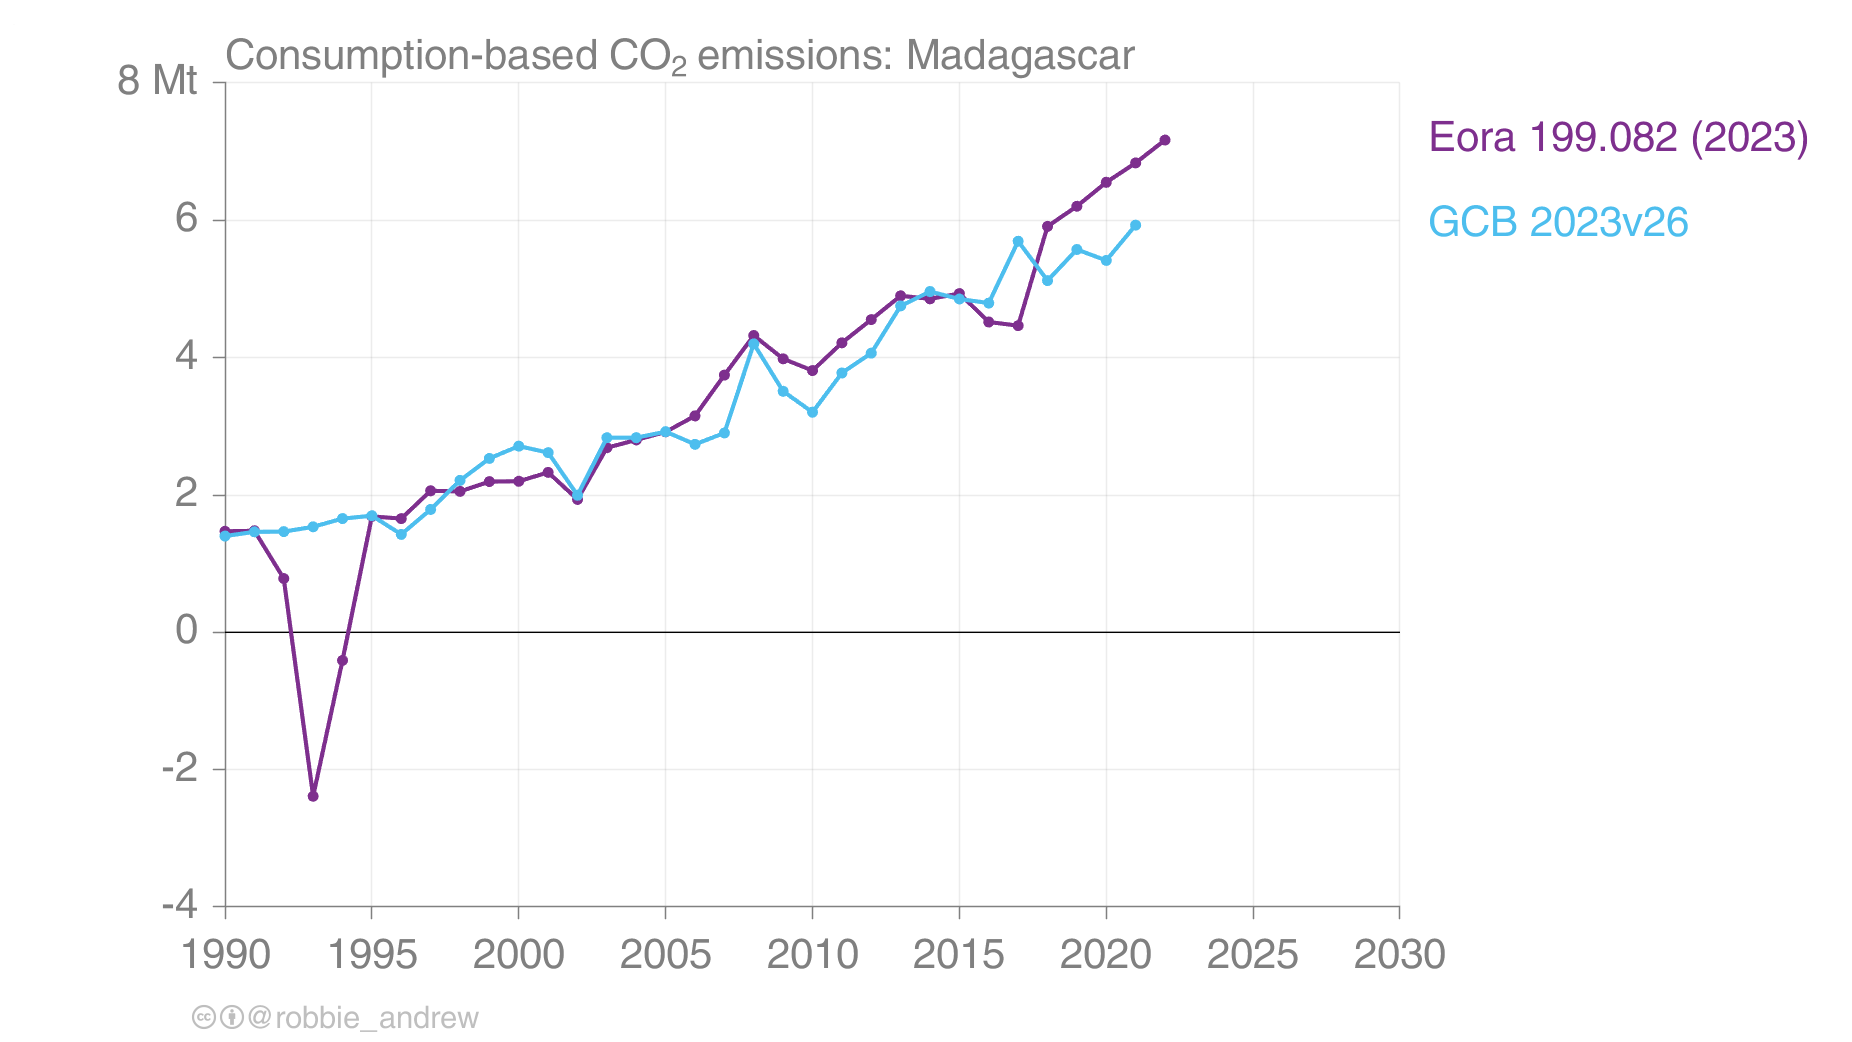 Consumption-based CO₂ emissions: Madagascar
8 Mt
6
4
2
0
-2
-4
1990 1995 2000 2005 2010 2015 2020 2025 2030
Eora 199.082 (2023)
GCB 2023v26
cc @robbie_andrew